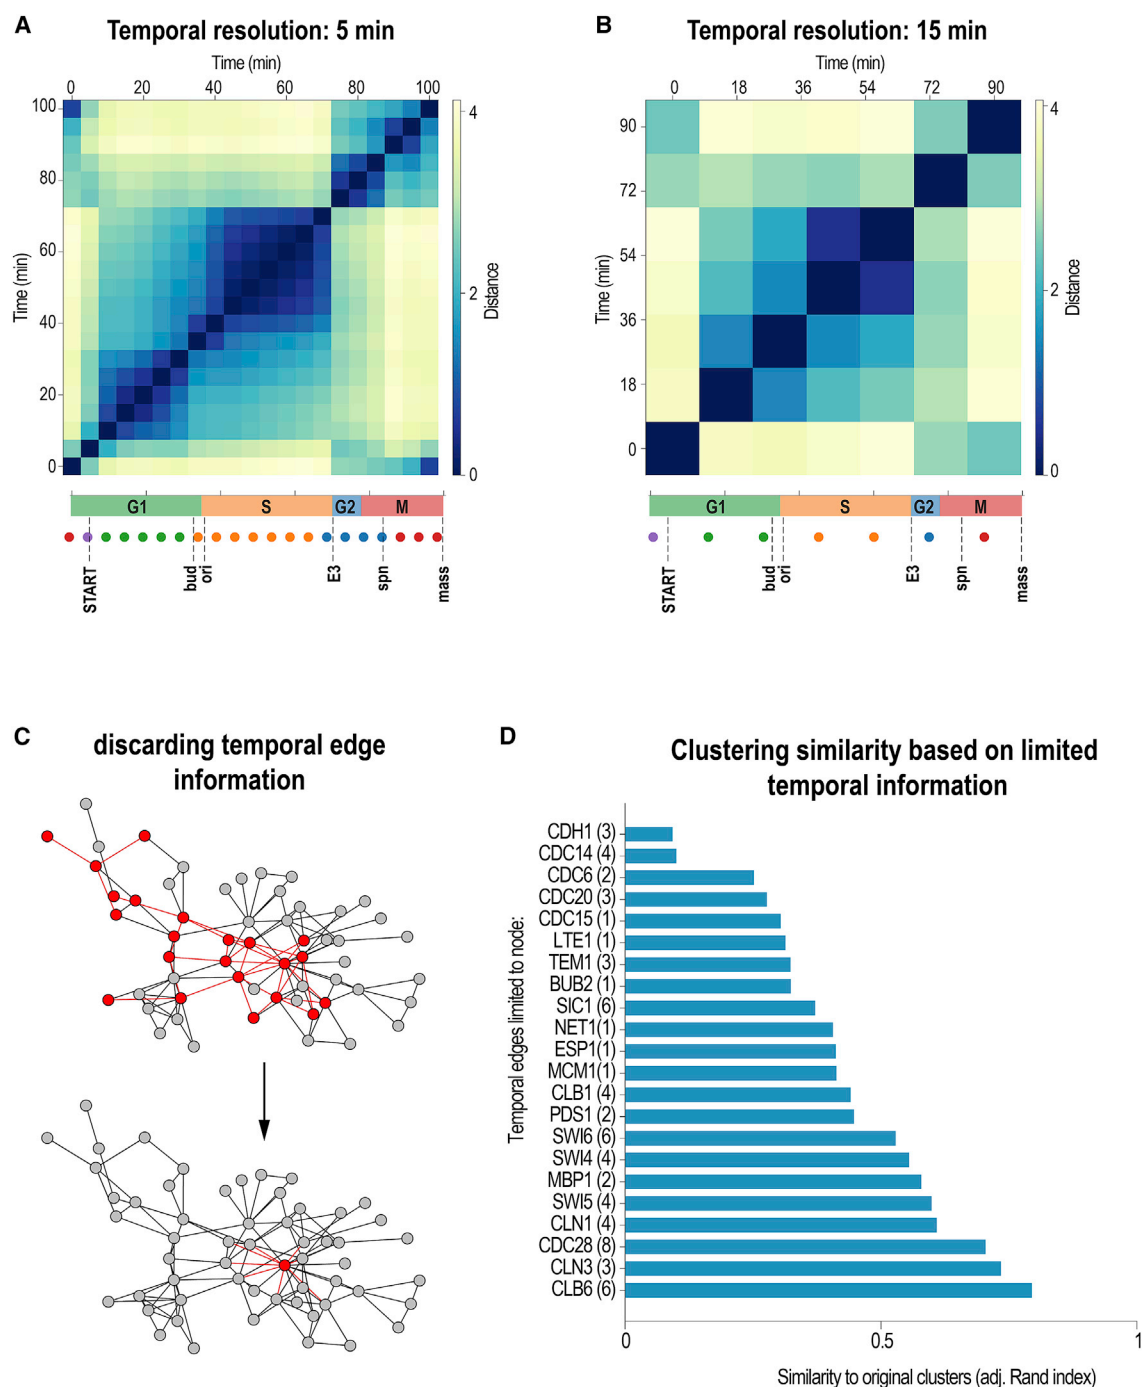 A
Temporal resolution: 5 min
Time (min)
0 20 40 60 80 100
100
80
60
40
20
0
Time (min)
4
2
0
Distance
G1 S G2 M
START
bud
ori
E3
spn
mass
B
Temporal resolution: 15 min
Time (min)
0 18 36 54 72 90
90
72
54
36
18
0
Time (min)
4
2
0
Distance
G1 S G2 M
START
bud
ori
E3
spn
mass
C
discarding temporal edge
information
D
Clustering similarity based on limited
temporal information
Temporal edges limited to node:
CDH1 (3)
CDC14 (4)
CDC6 (2)
CDC20 (3)
CDC15 (1)
LTE1 (1)
TEM1 (3)
BUB2 (1)
SIC1 (6)
NET1(1)
ESP1(1)
MCM1(1)
CLB1 (4)
PDS1 (2)
SWI6 (6)
SWI4 (4)
MBP1 (2)
SWI5 (4)
CLN1 (4)
CDC28 (8)
CLN3 (3)
CLB6 (6)
0 0.5 1
Similarity to original clusters (adj. Rand index)